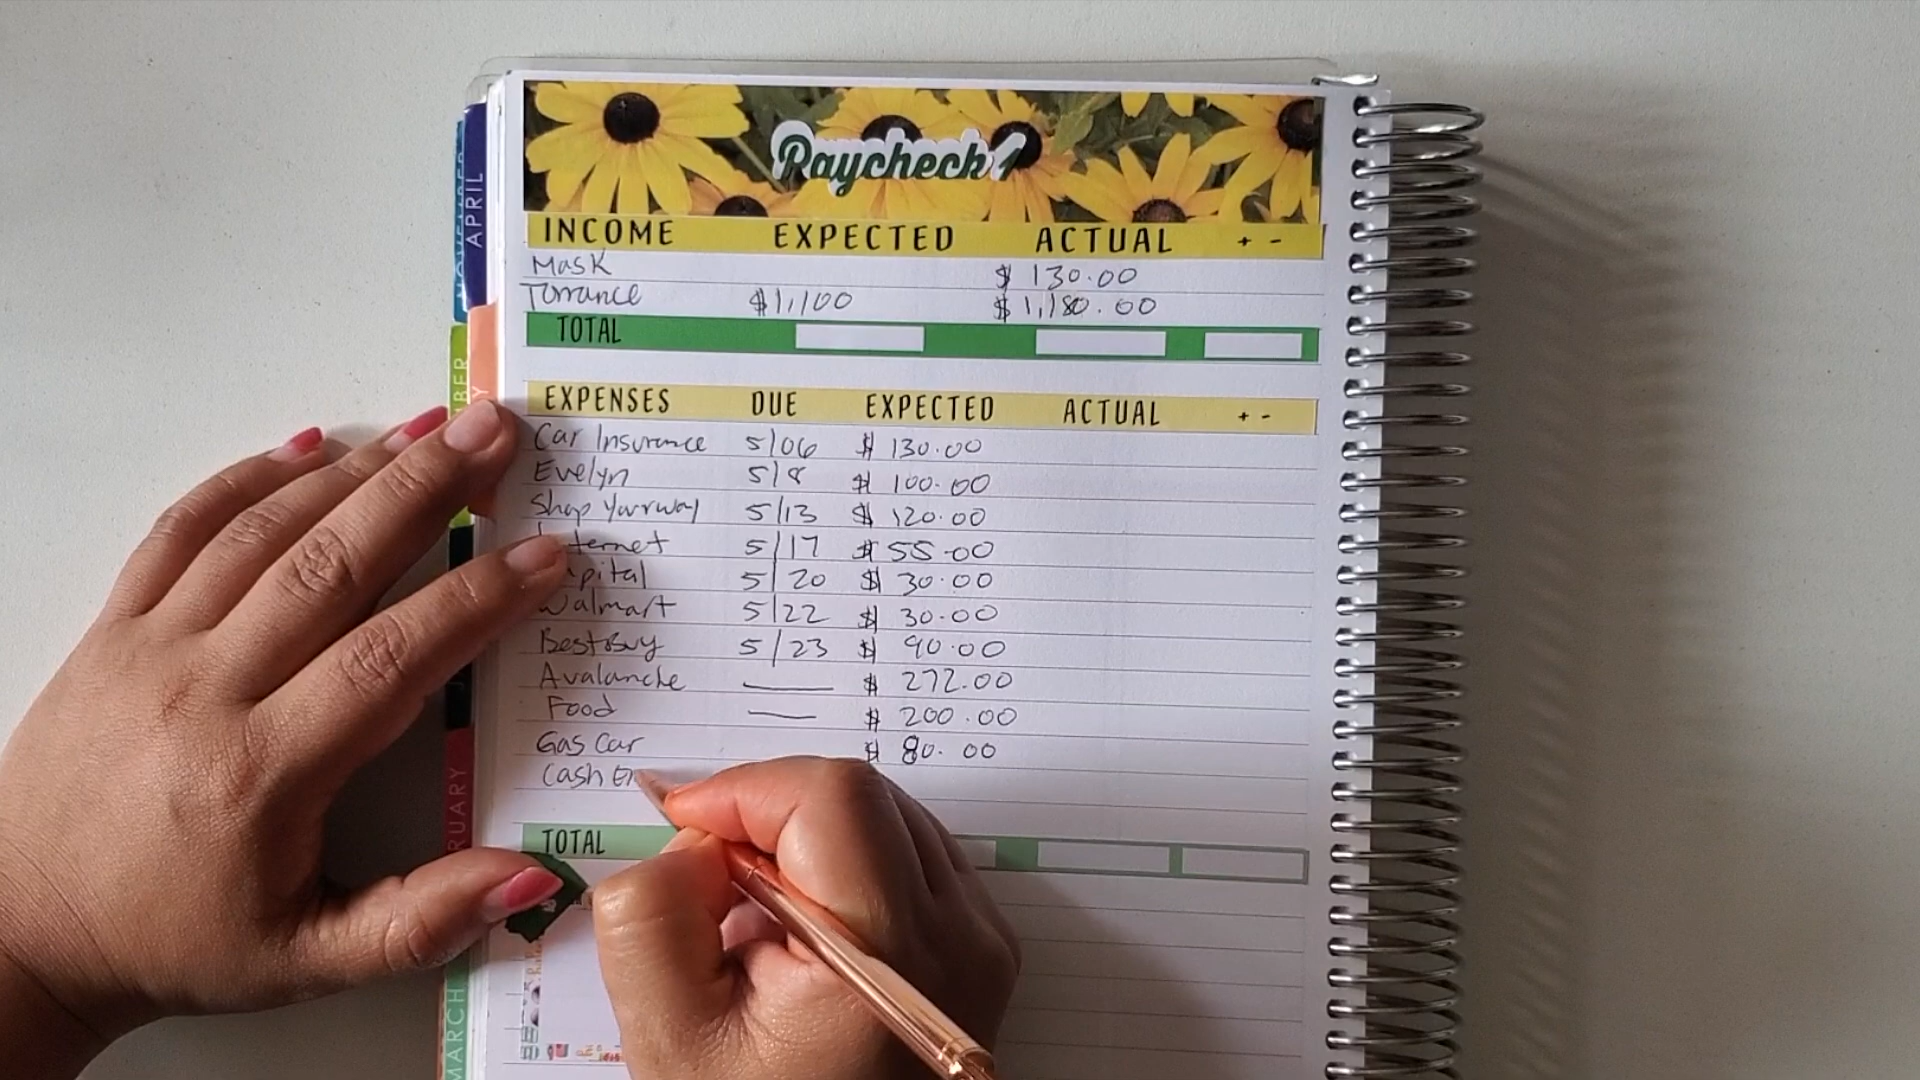 Paycheck 1
INCOME EXPECTED ACTUAL + -
Mask $ 130.00
Torrance $1,100 $ 1,180.00
TOTAL
EXPENSES DUE EXPECTED ACTUAL + -
Car Insurance 5/06 $ 130.00
Evelyn 5/8 $ 100.00
Shop Yourway 5/13 $ 120.00
Internet 5/17 $ 55.00
Capital 5/20 $ 30.00
Walmart 5/22 $ 30.00
BestBuy 5/23 $ 90.00
Avalanche — $ 272.00
Food — $ 200.00
Gas Car $ 80.00
Cash En
TOTAL
APRIL
MARCH